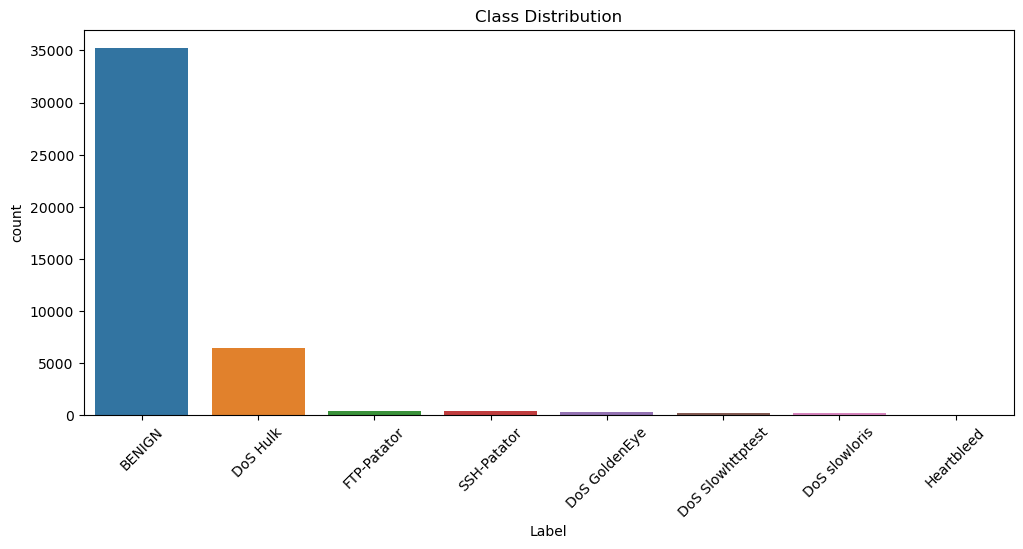 Class Distribution
35000
30000
25000
20000
15000
10000
5000
0
count
BENIGN
DoS Hulk
FTP-Patator
SSH-Patator
DoS GoldenEye
DoS Slowhttptest
DoS slowloris
Heartbleed
Label